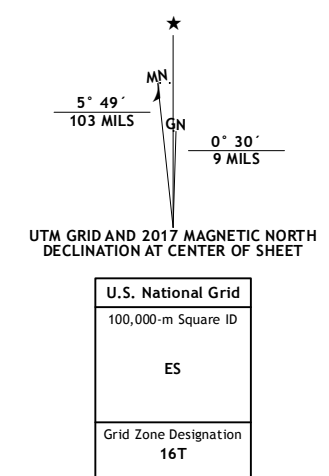 ★
MN.
5° 49´
103 MILS
GN
0° 30´
9 MILS
UTM GRID AND 2017 MAGNETIC NORTH
DECLINATION AT CENTER OF SHEET
U.S. National Grid
100,000-m Square ID
ES
Grid Zone Designation
16T